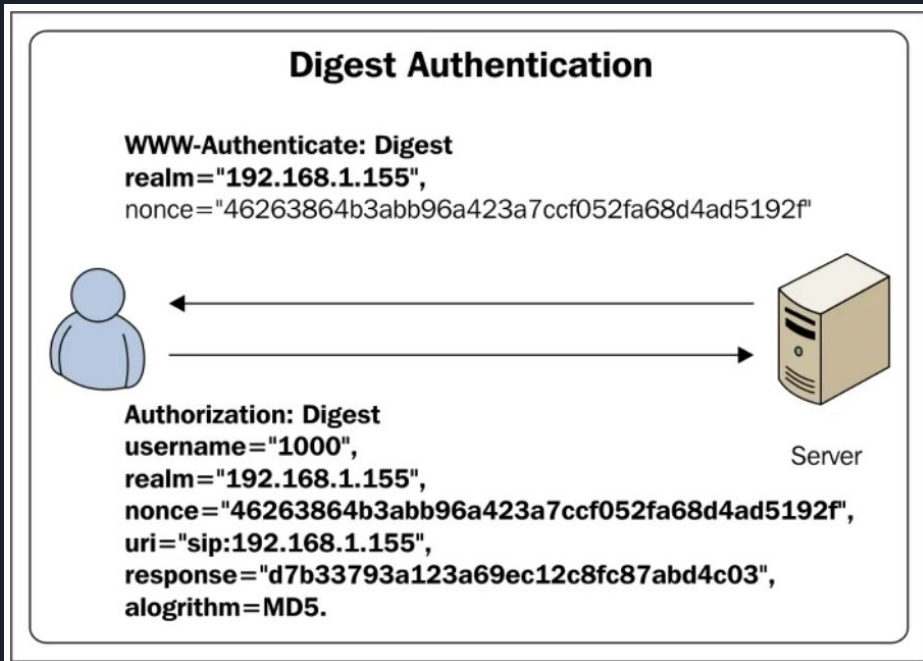 Digest Authentication
WWW-Authenticate: Digest
realm="192.168.1.155",
nonce="46263864b3abb96a423a7ccf052fa68d4ad5192f"
Authorization: Digest
username="1000",
Server
realm="192.168.1.155",
nonce="46263864b3abb96a423a7ccf052fa68d4ad5192f",
uri="sip:192.168.1.155",
response="d7b33793a123a69ec12c8fc87abd4c03",
alogrithm=MD5.